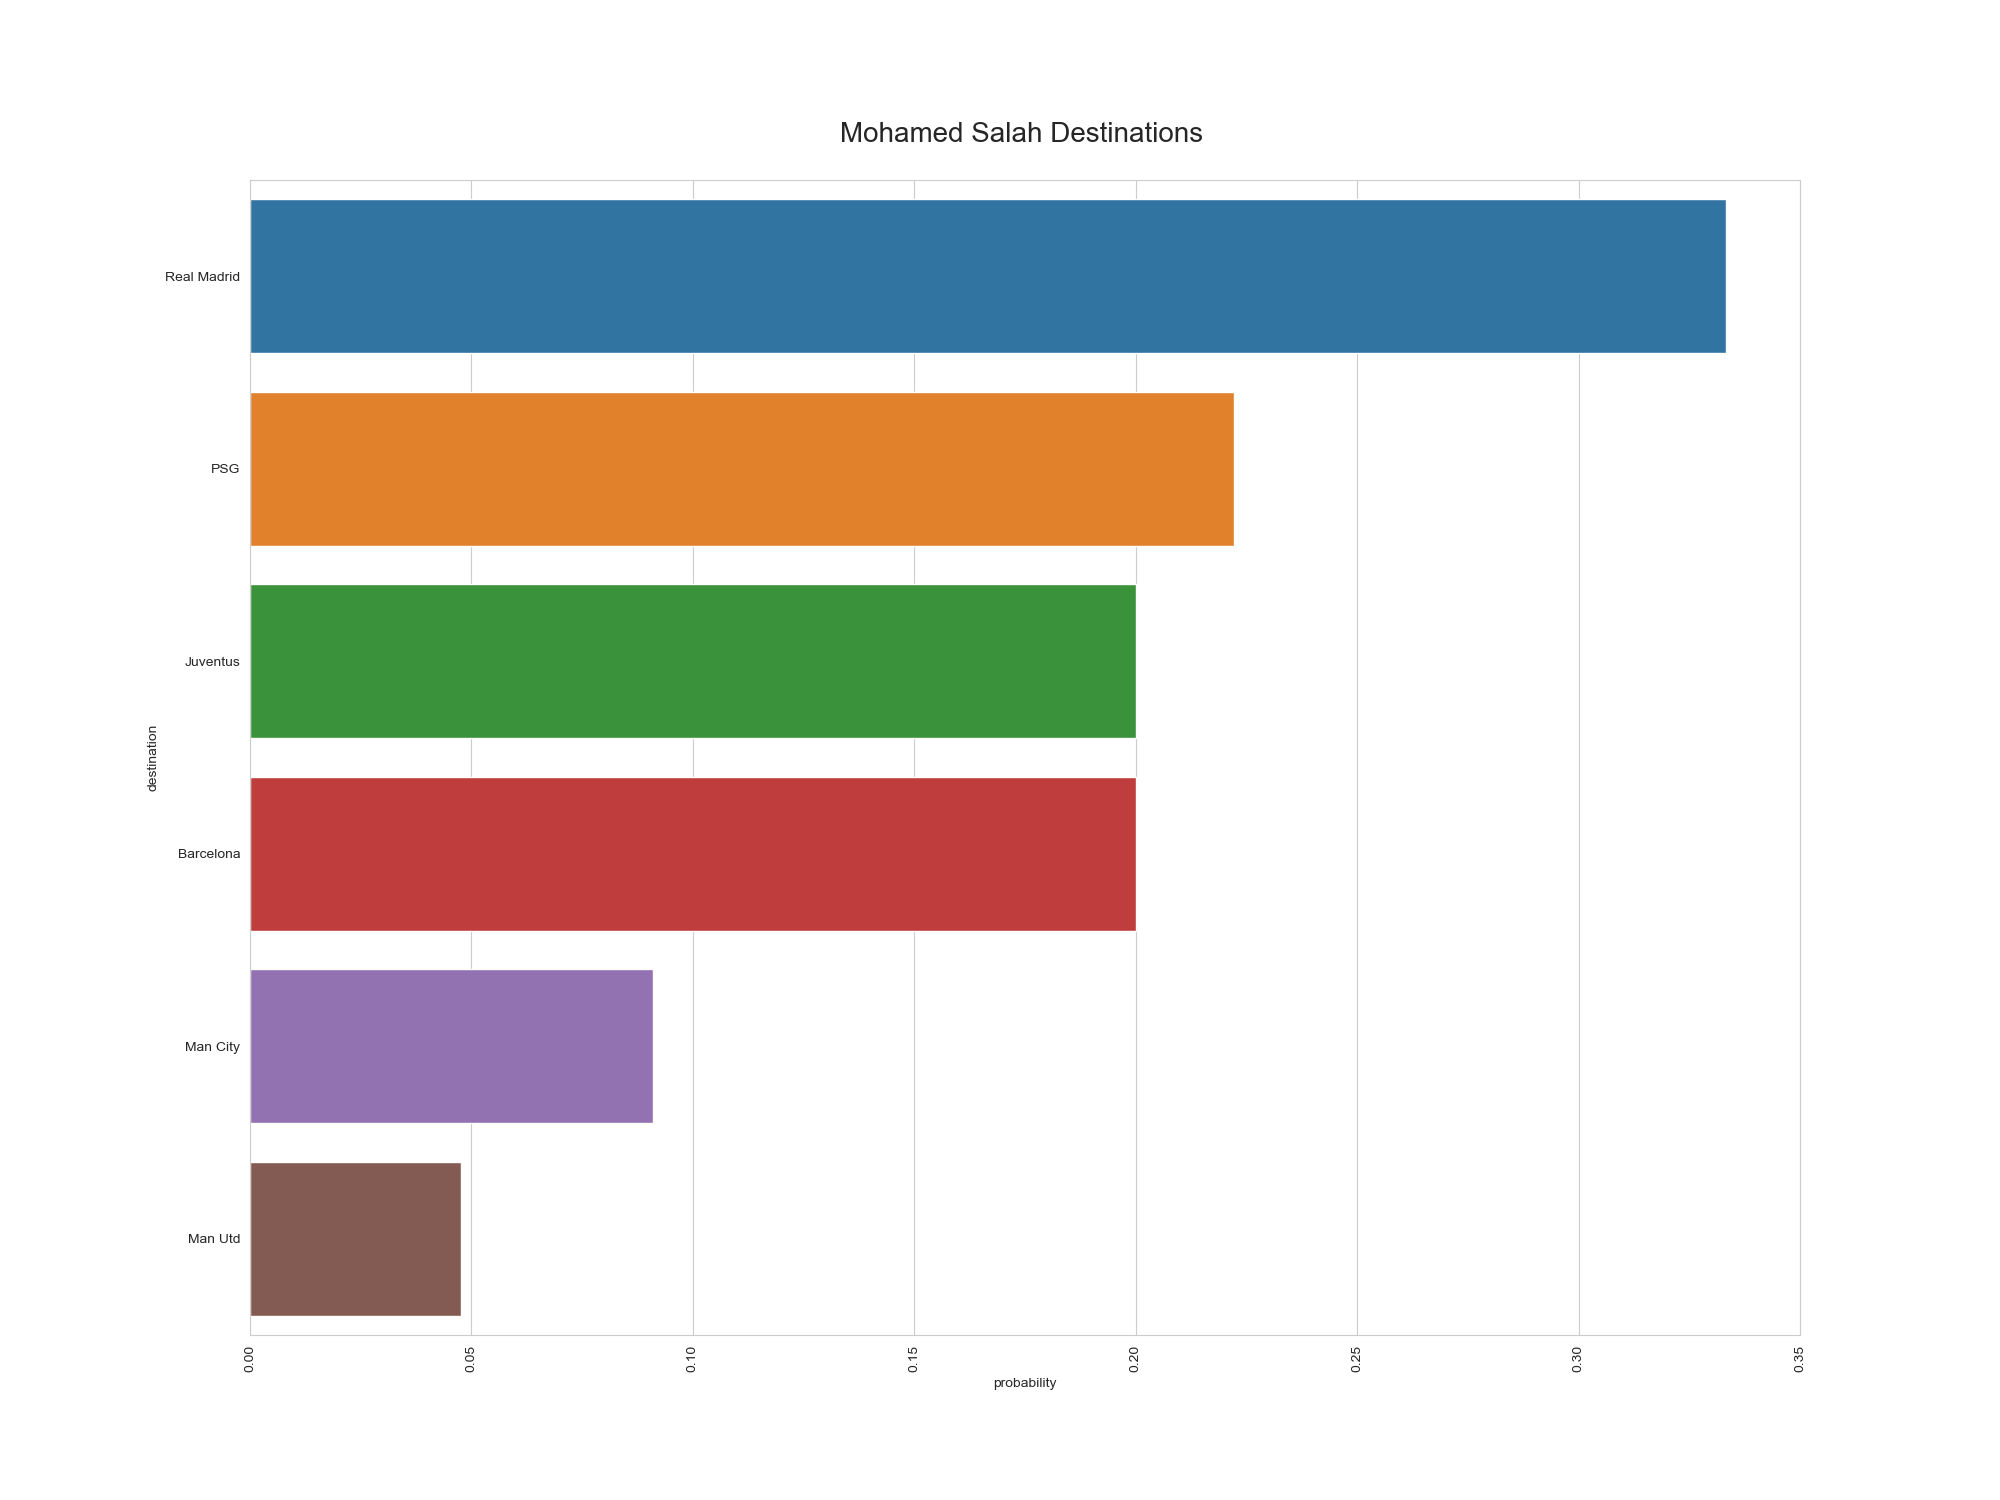 Mohamed Salah Destinations
Real Madrid
PSG
Juventus
Barcelona
Man City
Man Utd
destination
0.00
0.05
0.10
0.15
0.20
0.25
0.30
0.35
probability